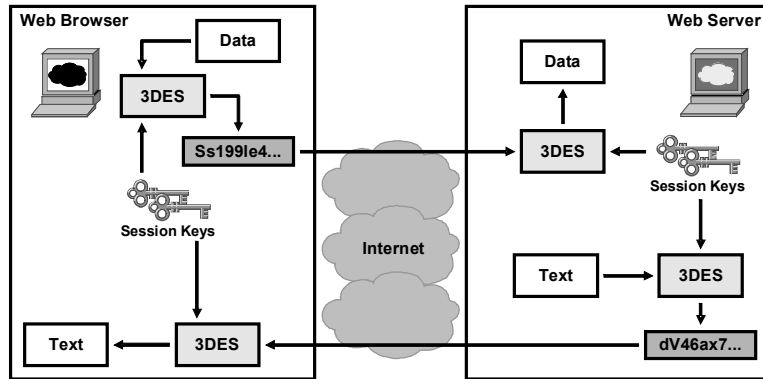 Web Browser
Data
3DES
Ss199le4...
Session Keys
Text
3DES
Internet
Web Server
Data
3DES
Session Keys
Text
3DES
dV46ax7...